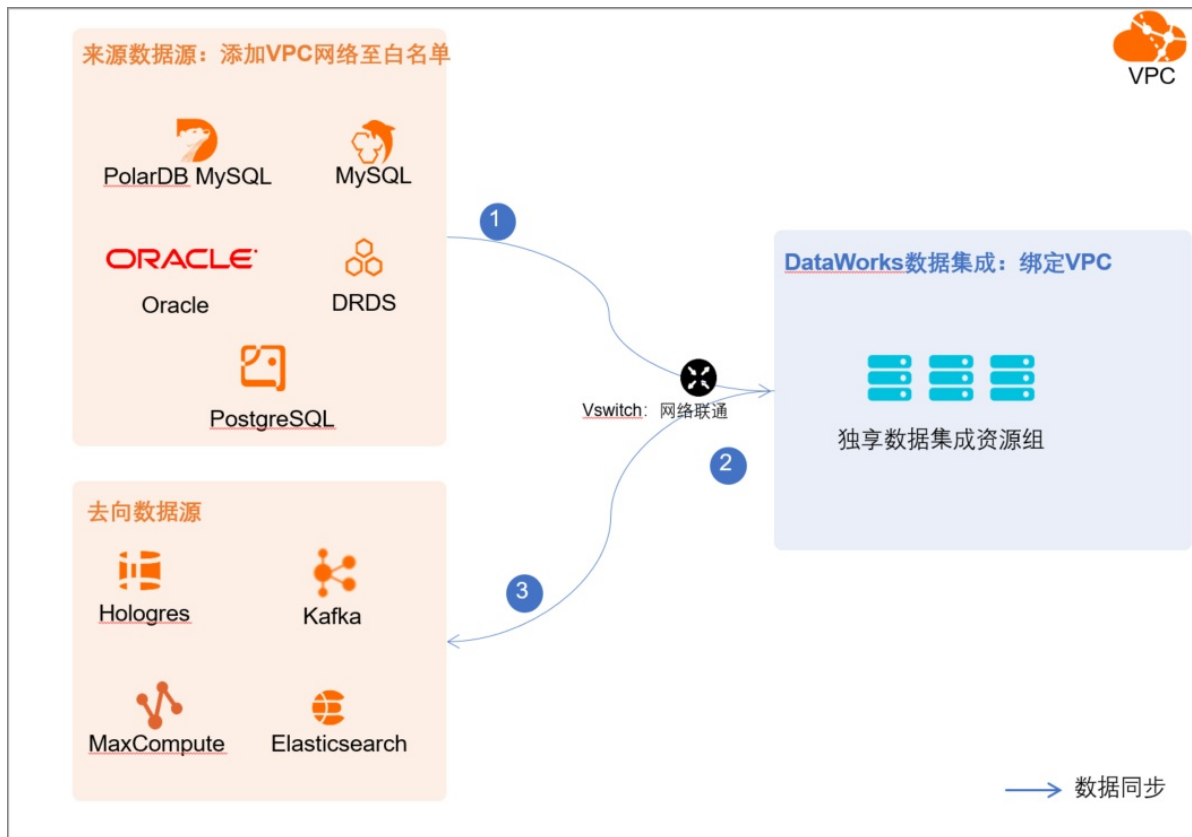 来源数据源：添加VPC网络至白名单
VPC
PolarDB MySQL
MySQL
1
ORACLE
Oracle
DRDS
DataWorks数据集成：绑定VPC
PostgreSQL
Vswitch：网络联通
独享数据集成资源组
2
去向数据源
Hologres
Kafka
3
MaxCompute
Elasticsearch
数据同步